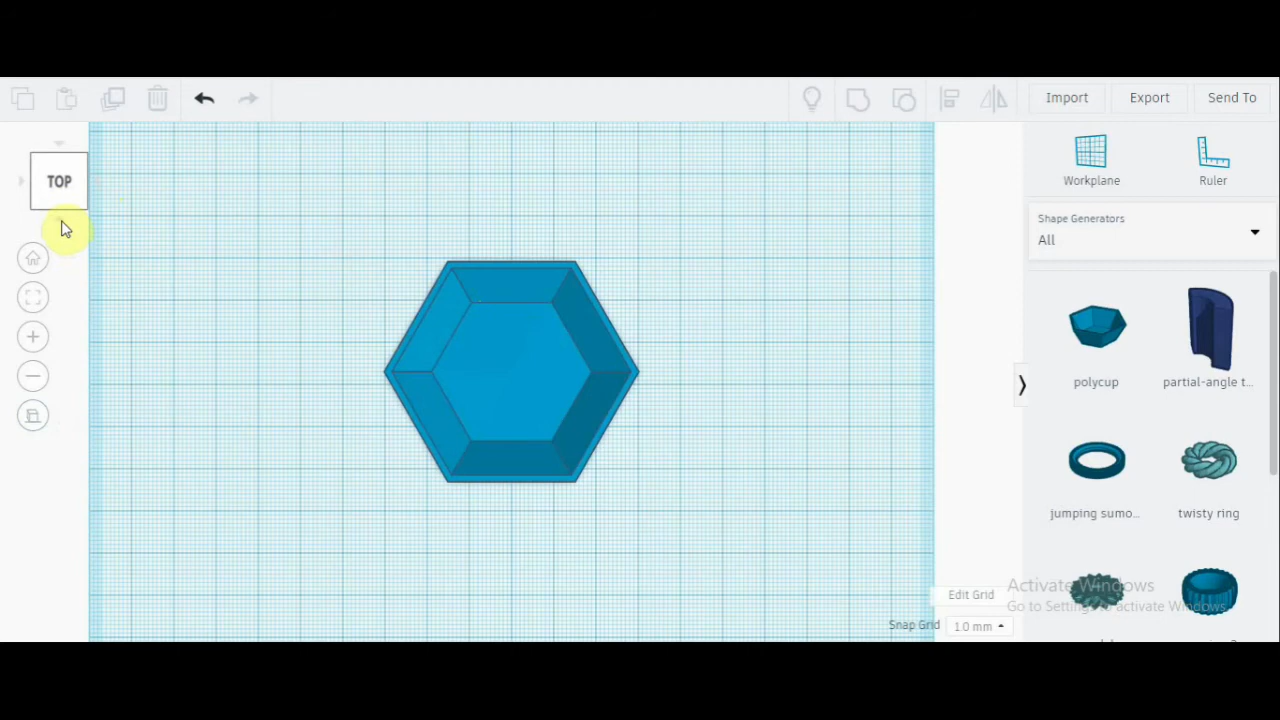 Import
Export
Send To
TOP
Workplane
Ruler
Shape Generators
All
polycup
partial-angle t...
jumping sumo...
twisty ring
Activate Windows
Edit Grid
Go to Settings to activate Windows.
Snap Grid
1.0 mm